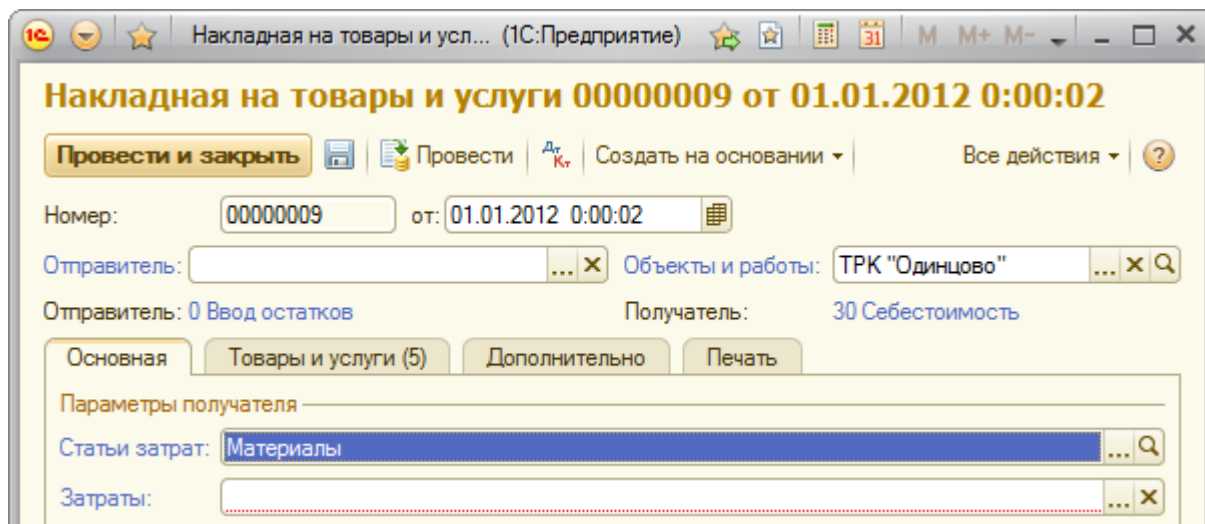 Накладная на товары и усл... (1С:Предприятие) 31 M M+ M-
Накладная на товары и услуги 00000009 от 01.01.2012 0:00:02
Провести и закрыть Провести Дт Кт Создать на основании Все действия ?
Номер: 00000009 от: 01.01.2012 0:00:02
Отправитель: ... Объекты и работы: ТРК "Одинцово" ...
Отправитель: 0 Ввод остатков Получатель: 30 Себестоимость
Основная Товары и услуги (5) Дополнительно Печать
Параметры получателя
Статьи затрат: Материалы ...
Затраты: ...